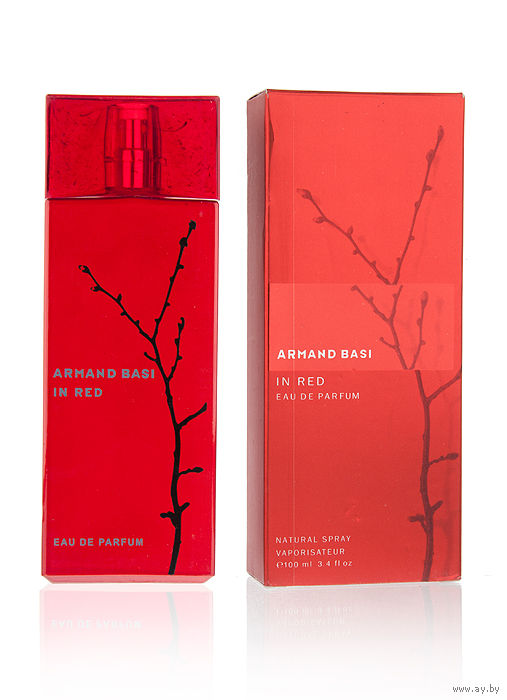 ARMAND BASI
IN RED
EAU DE PARFUM
ARMAND BASI
IN RED
EAU DE PARFUM
NATURAL SPRAY
VAPORISATEUR
℮100 ml 3.4 fl oz
www.ay.by